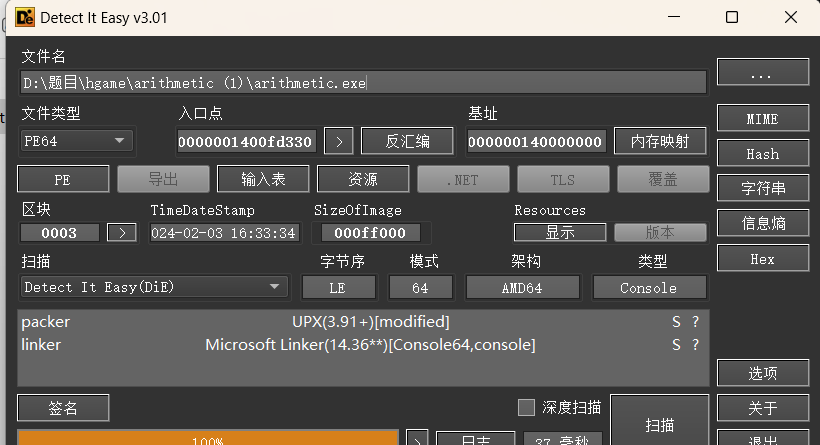 Detect It Easy v3.01
文件名
D:\题目\hgame\arithmetic (1)\arithmetic.exe
...
文件类型 入口点 基址
PE64 0000001400fd330 > 反汇编 0000000140000000 内存映射 MIME
Hash
PE 导出 输入表 资源 .NET TLS 覆盖 字符串
区块 TimeDateStamp SizeOfImage Resources 信息熵
0003 > 024-02-03 16:33:34 000ff000 显示 版本
Hex
扫描 字节序 模式 架构 类型
Detect It Easy(DiE) LE 64 AMD64 Console
packer UPX(3.91+)[modified] S ?
linker Microsoft Linker(14.36**)[Console64,console] S ?
选项
签名 深度扫描 扫描 关于
100% > 日志 37 毫秒 退出